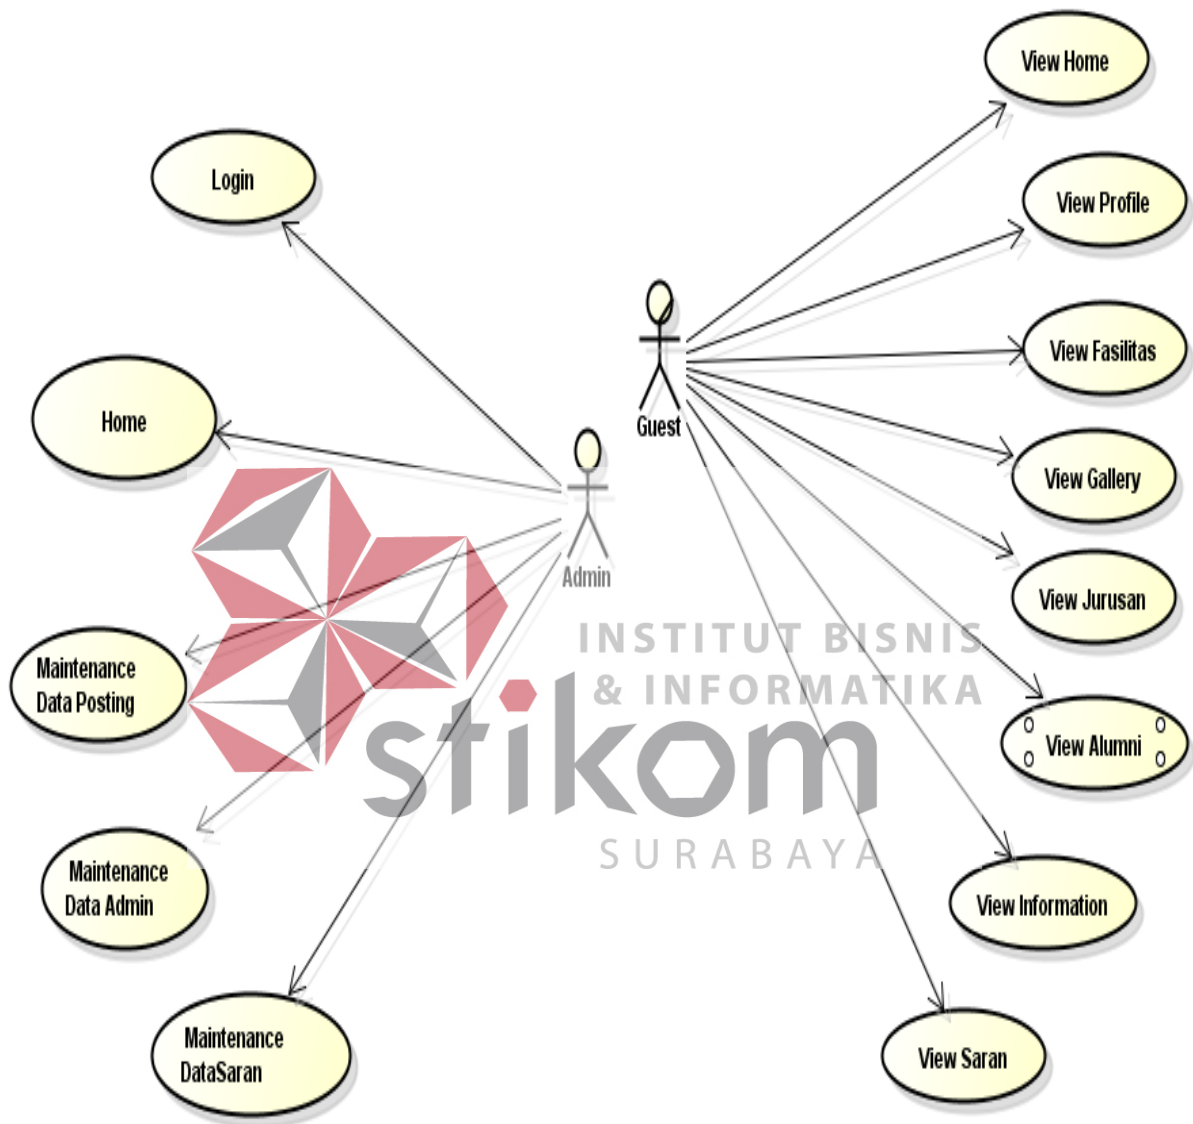 View Home
Login
View Profile
View Fasilitas
Home
Guest
View Gallery
Admin
View Jurusan
INSTITUT BISNIS
& INFORMATIKA
Maintenance
Data Posting
stikom
View Alumni
SURABAYA
Maintenance
Data Admin
View Information
Maintenance
DataSaran
View Saran